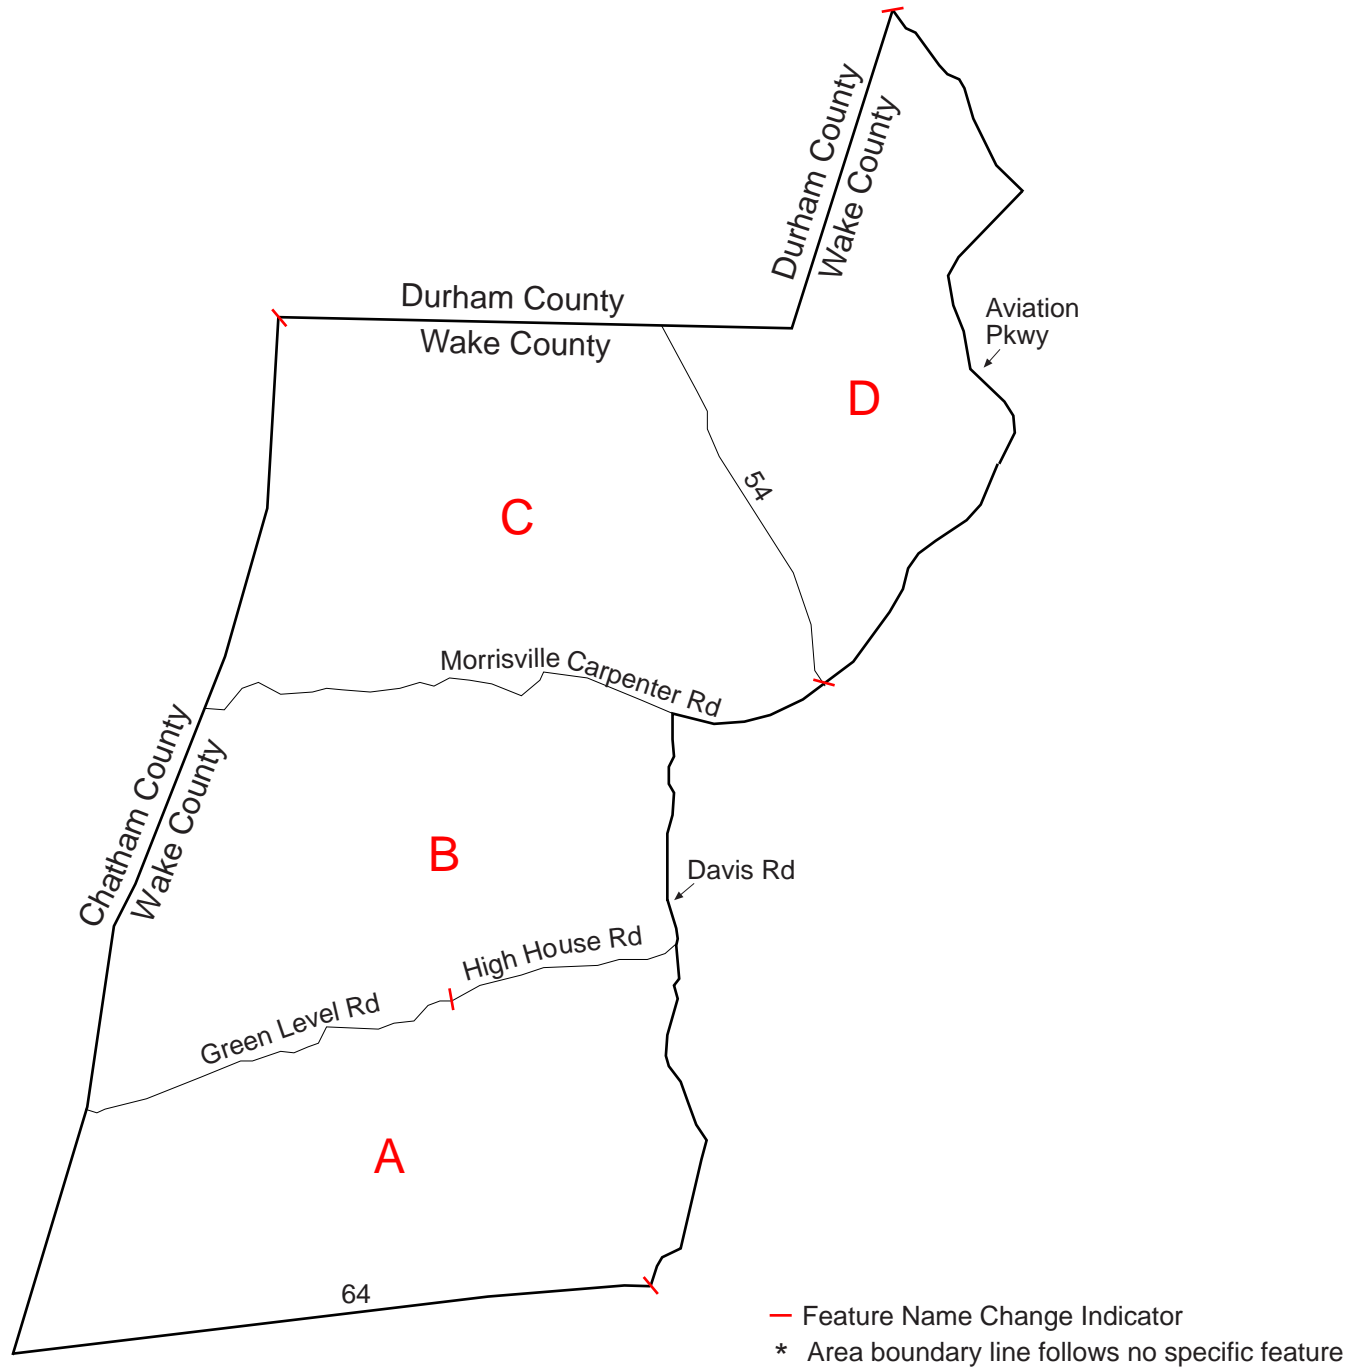 Durham County
Wake County
Durham County
Wake County
Aviation
Pkwy
D
54
C
Morrisville Carpenter Rd
Chatham County
Wake County
B
Davis Rd
High House Rd
Green Level Rd
A
64
Feature Name Change Indicator
* Area boundary line follows no specific feature